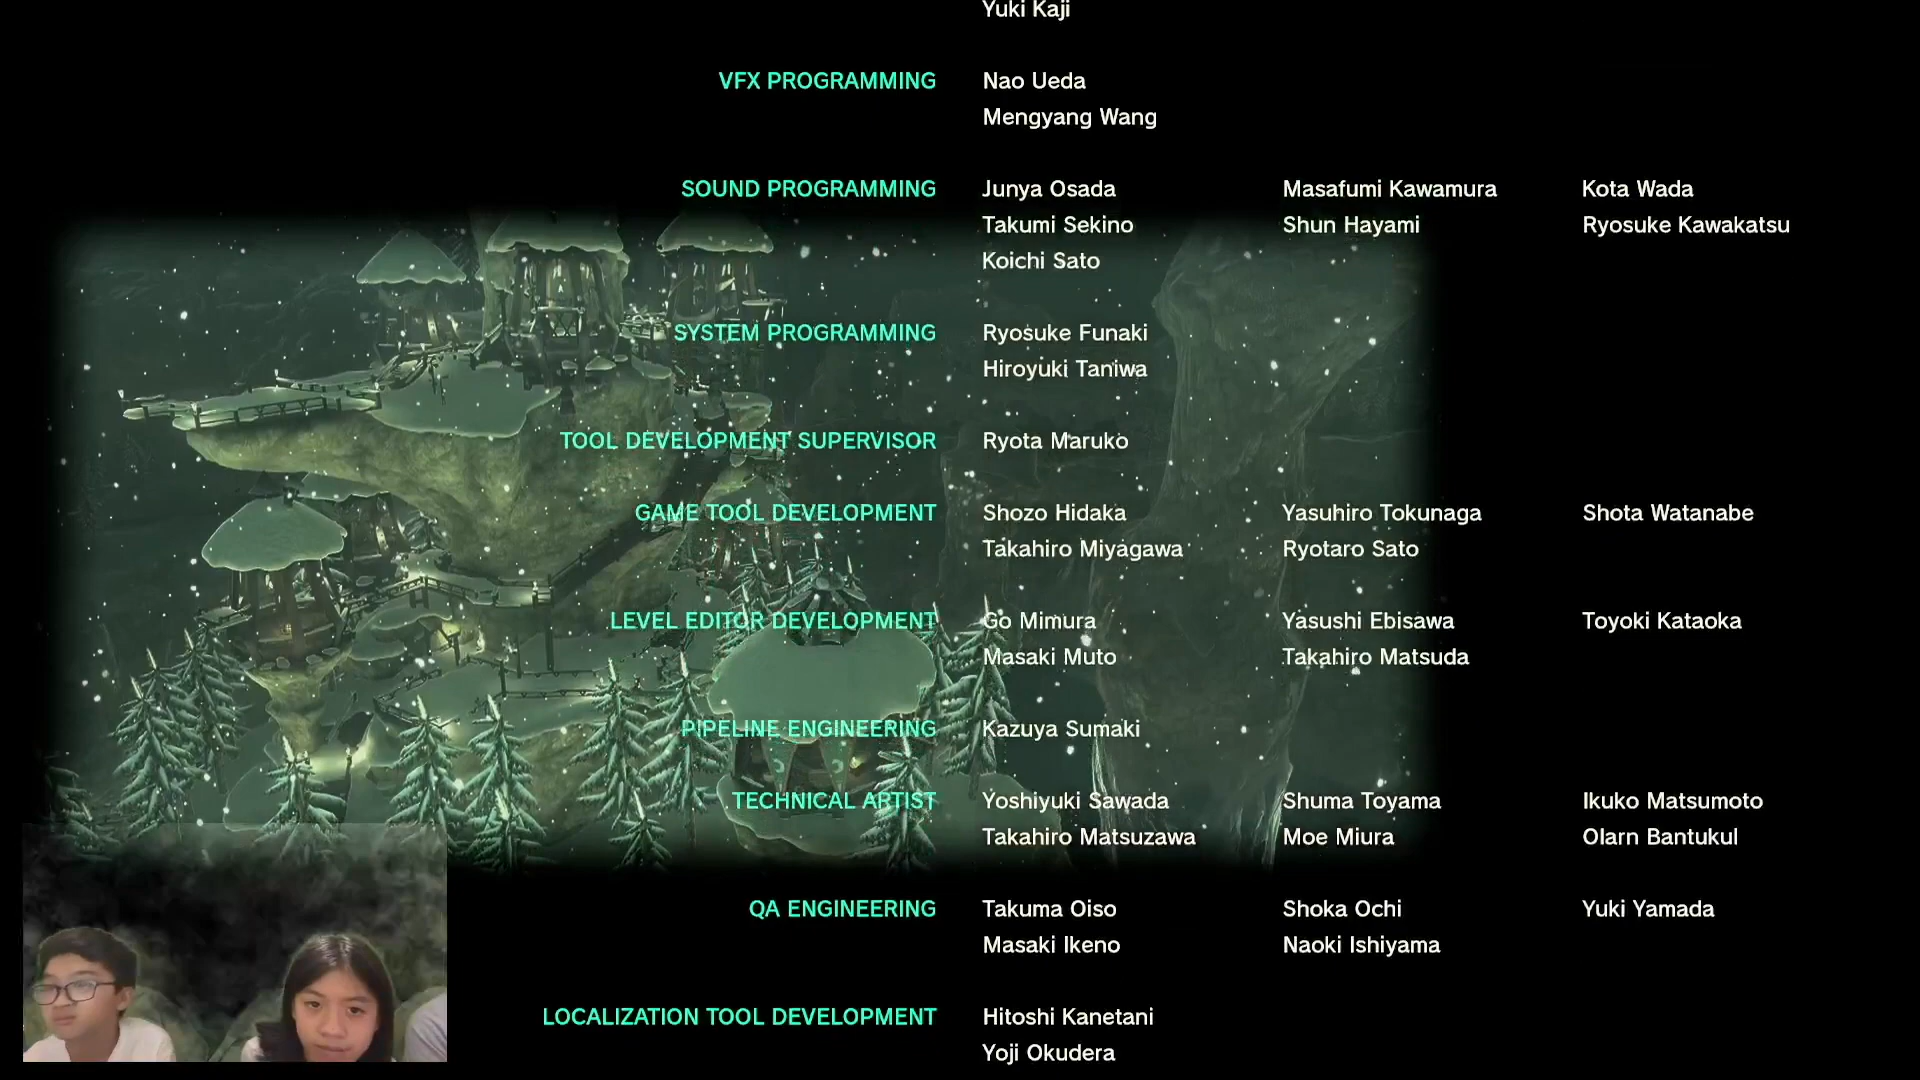 Yuki Kaji
VFX PROGRAMMING Nao Ueda
Mengyang Wang
SOUND PROGRAMMING Junya Osada Masafumi Kawamura Kota Wada
Takumi Sekino Shun Hayami Ryosuke Kawakatsu
Koichi Sato
SYSTEM PROGRAMMING Ryosuke Funaki
Hiroyuki Taniwa
TOOL DEVELOPMENT SUPERVISOR Ryota Maruko
GAME TOOL DEVELOPMENT Shozo Hidaka Yasuhiro Tokunaga Shota Watanabe
Takahiro Miyagawa Ryotaro Sato
LEVEL EDITOR DEVELOPMENT Go Mimura Yasushi Ebisawa Toyoki Kataoka
Masaki Muto Takahiro Matsuda
PIPELINE ENGINEERING Kazuya Sumaki
TECHNICAL ARTIST Yoshiyuki Sawada Shuma Toyama Ikuko Matsumoto
Takahiro Matsuzawa Moe Miura Olarn Bantukul
QA ENGINEERING Takuma Oiso Shoka Ochi Yuki Yamada
Masaki Ikeno Naoki Ishiyama
LOCALIZATION TOOL DEVELOPMENT Hitoshi Kanetani
Yoji Okudera